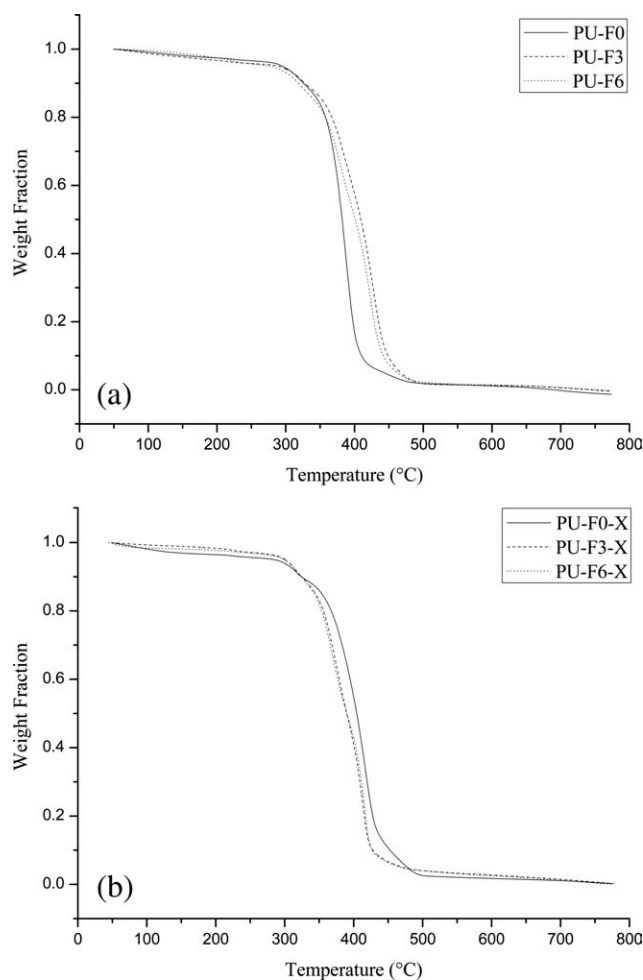 PU-F0
PU-F3
PU-F6
1.0
0.8
0.6
0.4
0.2
0.0
Weight Fraction
(a)
0 100 200 300 400 500 600 700 800
Temperature (°C)
PU-F0-X
PU-F3-X
PU-F6-X
1.0
0.8
0.6
0.4
0.2
0.0
Weight Fraction
(b)
0 100 200 300 400 500 600 700 800
Temperature (°C)